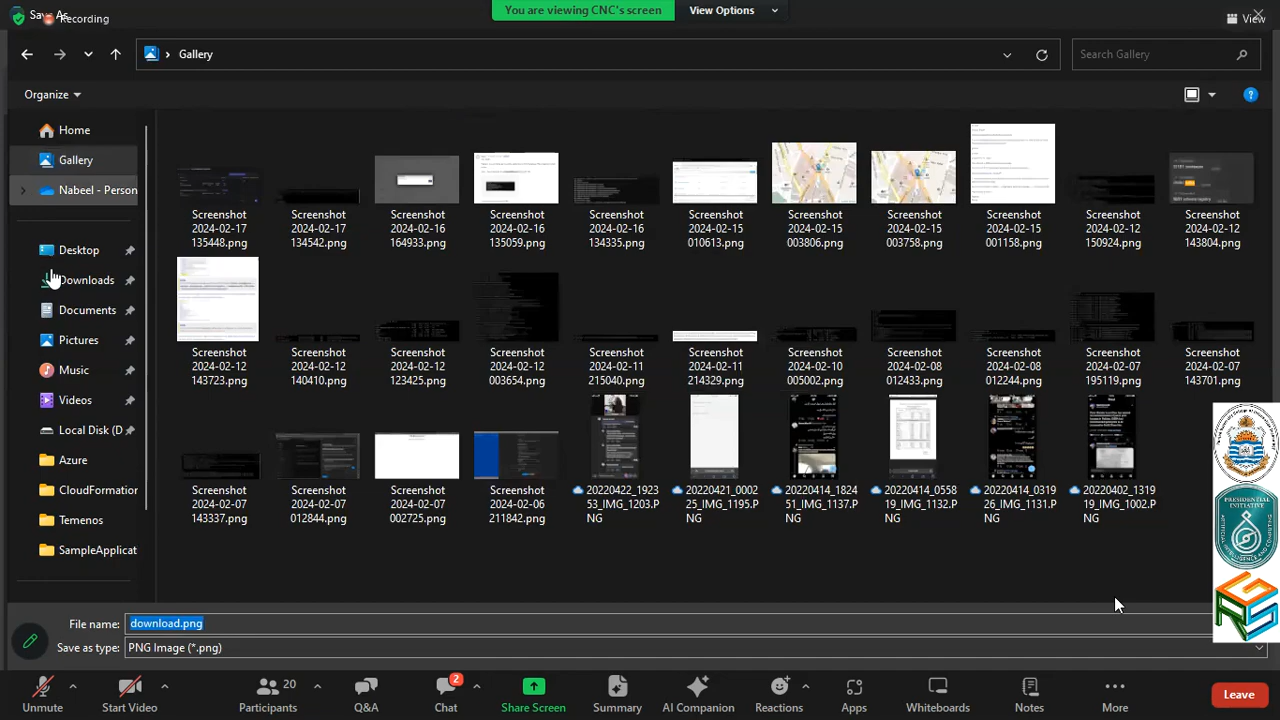 Save As
Recording
You are viewing CNC's screen
View Options
View
Gallery
Search Gallery
Organize
Home
Gallery
Nabeel - Person
Desktop
Downloads
Documents
Pictures
Music
Videos
Local Disk (D
Azure
CloudFormation
Temenos
SampleApplicat
Screenshot 2024-02-17 135448.png
Screenshot 2024-02-17 134542.png
Screenshot 2024-02-16 164933.png
Screenshot 2024-02-16 135059.png
Screenshot 2024-02-16 134335.png
Screenshot 2024-02-15 010613.png
Screenshot 2024-02-15 003806.png
Screenshot 2024-02-15 003758.png
Screenshot 2024-02-15 001158.png
Screenshot 2024-02-12 150924.png
Screenshot 2024-02-12 143804.png
Screenshot 2024-02-12 143723.png
Screenshot 2024-02-12 140410.png
Screenshot 2024-02-12 123425.png
Screenshot 2024-02-12 003654.png
Screenshot 2024-02-11 215040.png
Screenshot 2024-02-11 214329.png
Screenshot 2024-02-10 005002.png
Screenshot 2024-02-08 012433.png
Screenshot 2024-02-08 012244.png
Screenshot 2024-02-07 195119.png
Screenshot 2024-02-07 143701.png
Screenshot 2024-02-07 143337.png
Screenshot 2024-02-07 012844.png
Screenshot 2024-02-07 002725.png
Screenshot 2024-02-06 211842.png
20220422_192353_IMG_1203.PNG
20220421_000225_IMG_1195.PNG
20220414_182451_IMG_1137.PNG
20220414_055819_IMG_1132.PNG
20220414_031926_IMG_1131.PNG
20220402_131919_IMG_1002.PNG
PRESIDENTIAL
INITIATIVE
File name: download.png
Save as type: PNG Image (*.png)
Unmute
Start Video
20
Participants
Q&A
2
Chat
Share Screen
Summary
AI Companion
Reactions
Apps
Whiteboards
Notes
More
Leave